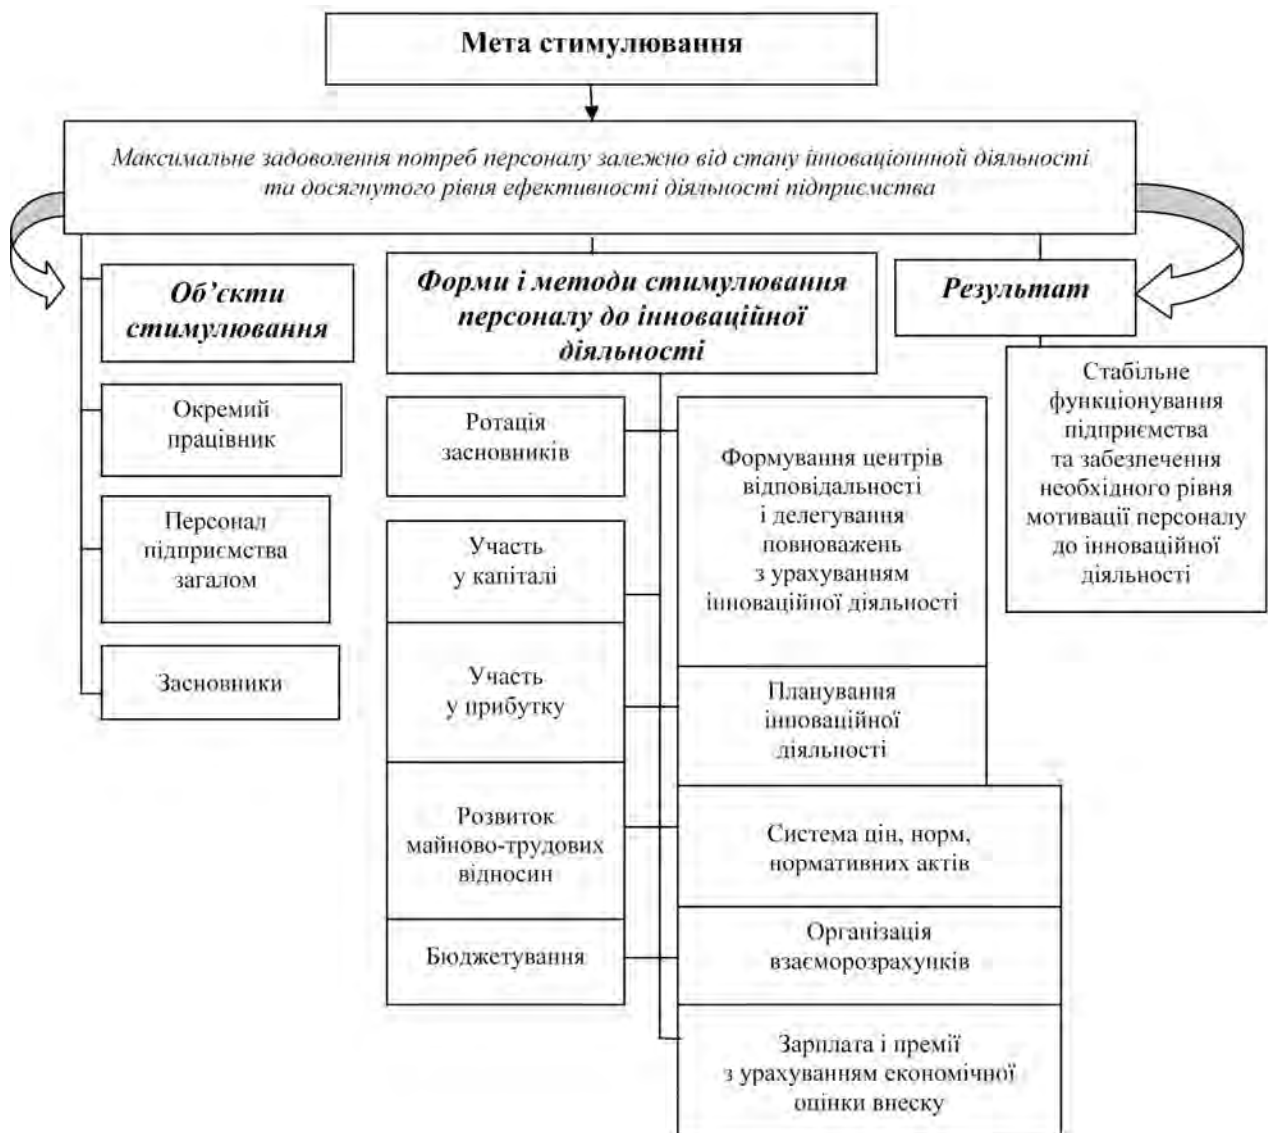 Мета стимулювання
Максимальне задоволення потреб персоналу залежно від стану інноваціоннної діяльності
та досягнутого рівня ефективності діяльності підприємства
Об’єкти
стимулювання
Окремий
працівник
Персонал
підприємства
загалом
Засновники
Форми і методи стимулювання
персоналу до інноваційної
діяльності
Ротація
засновників
Участь
у капіталі
Участь
у прибутку
Розвиток
майново-трудових
відносин
Бюджетування
Формування центрів
відповідальності
і делегування
повноважень
з урахуванням
інноваційної діяльності
Планування
інноваційної
діяльності
Система цін, норм,
нормативних актів
Організація
взаєморозрахунків
Зарплата і премії
з урахуванням економічної
оцінки внеску
Результат
Стабільне
функціонування
підприємства
та забезпечення
необхідного рівня
мотивації персоналу
до інноваційної
діяльності